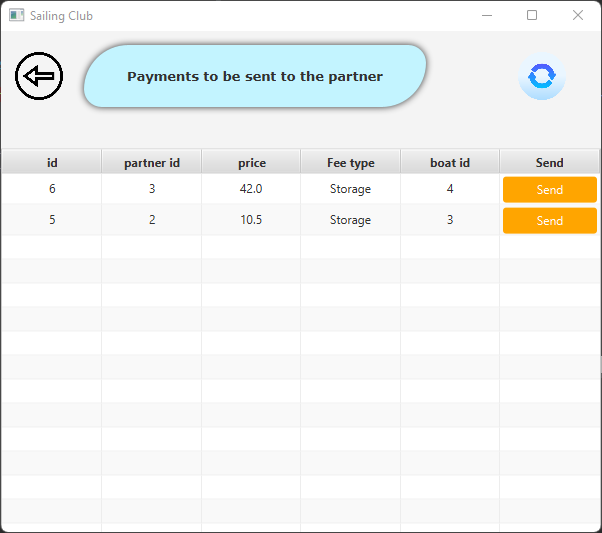 Sailing Club
Payments to be sent to the partner
id partner id price Fee type boat id Send
6 3 42.0 Storage 4 Send
5 2 10.5 Storage 3 Send